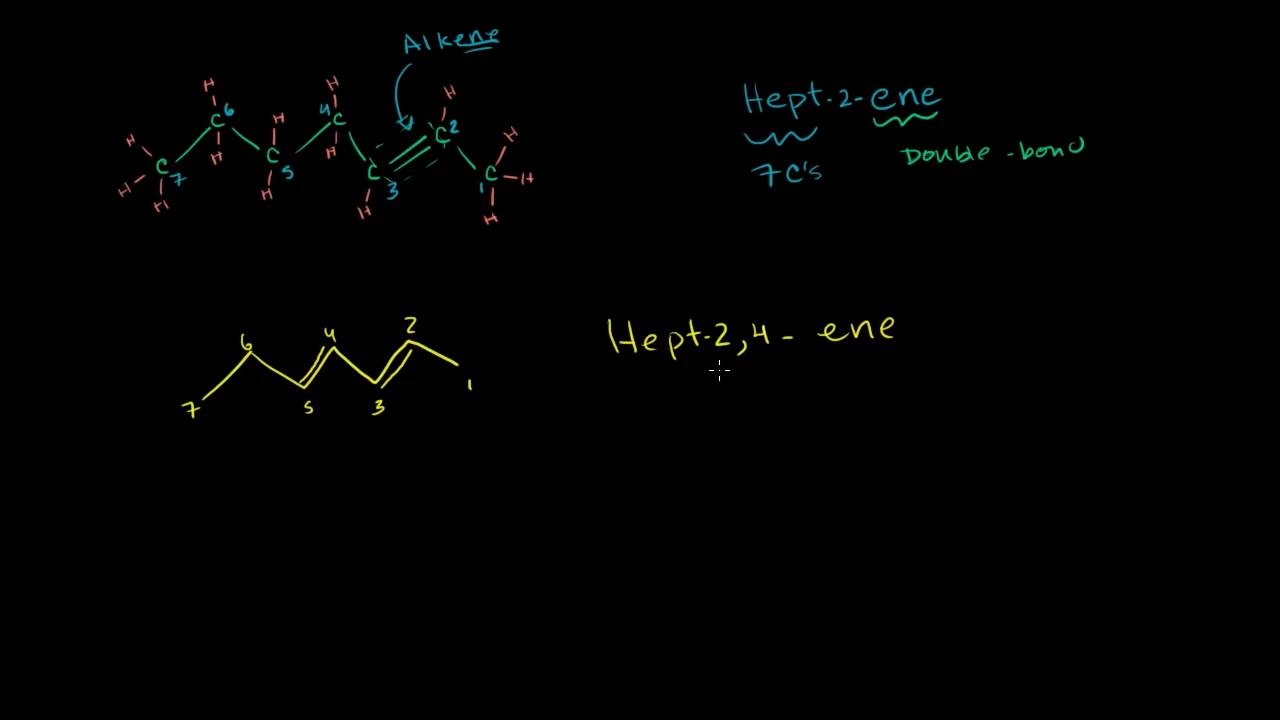 Alkene
H H H
C 6 4 C H C 2
H H H
C 7 H C 5 H C 3 1 C H
H H H H H
H
Hept-2-ene
7 C's
Double-bond
6 4 2
7 5 3 1
Hept-2,4-ene